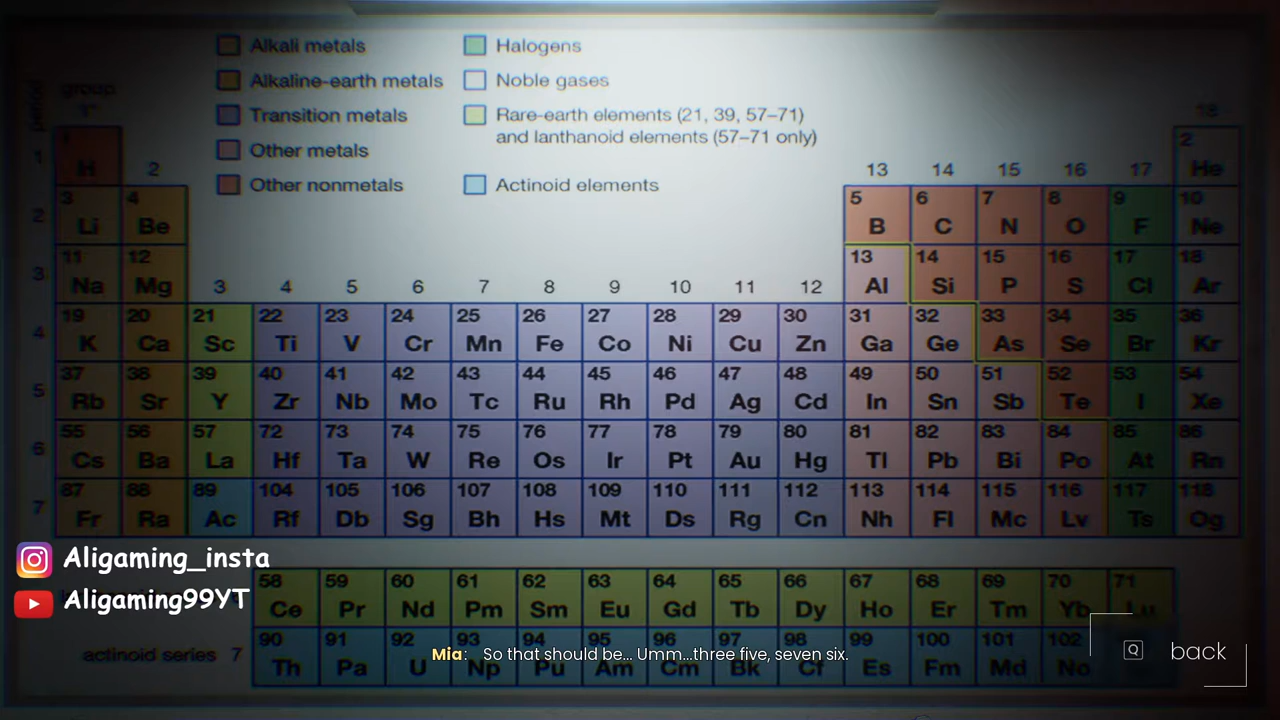 Alkali metals Halogens
Alkaline-earth metals Noble gases
Transition metals Rare-earth elements (21, 39, 57–71)
and lanthanoid elements (57–71 only)
Other metals
Other nonmetals Actinoid elements
group
period
1* 18
1 1 H 2 13 14 15 16 17 2 He
2 3 Li 4 Be 5 B 6 C 7 N 8 O 9 F 10 Ne
3 11 Na 12 Mg 3 4 5 6 7 8 9 10 11 12 13 Al 14 Si 15 P 16 S 17 Cl 18 Ar
4 19 K 20 Ca 21 Sc 22 Ti 23 V 24 Cr 25 Mn 26 Fe 27 Co 28 Ni 29 Cu 30 Zn 31 Ga 32 Ge 33 As 34 Se 35 Br 36 Kr
5 37 Rb 38 Sr 39 Y 40 Zr 41 Nb 42 Mo 43 Tc 44 Ru 45 Rh 46 Pd 47 Ag 48 Cd 49 In 50 Sn 51 Sb 52 Te 53 I 54 Xe
6 55 Cs 56 Ba 57 La 72 Hf 73 Ta 74 W 75 Re 76 Os 77 Ir 78 Pt 79 Au 80 Hg 81 Tl 82 Pb 83 Bi 84 Po 85 At 86 Rn
7 87 Fr 88 Ra 89 Ac 104 Rf 105 Db 106 Sg 107 Bh 108 Hs 109 Mt 110 Ds 111 Rg 112 Cn 113 Nh 114 Fl 115 Mc 116 Lv 117 Ts 118 Og
Aligaming_insta
Aligaming99YT
58 Ce 59 Pr 60 Nd 61 Pm 62 Sm 63 Eu 64 Gd 65 Tb 66 Dy 67 Ho 68 Er 69 Tm 70 Yb 71 Lu
actinoid series 7 90 Th 91 Pa 92 U 93 Np 94 Pu 95 Am 96 Cm 97 Bk 98 Cf 99 Es 100 Fm 101 Md 102 No
Mia: So that should be... Umm...three five, seven six.
Q back